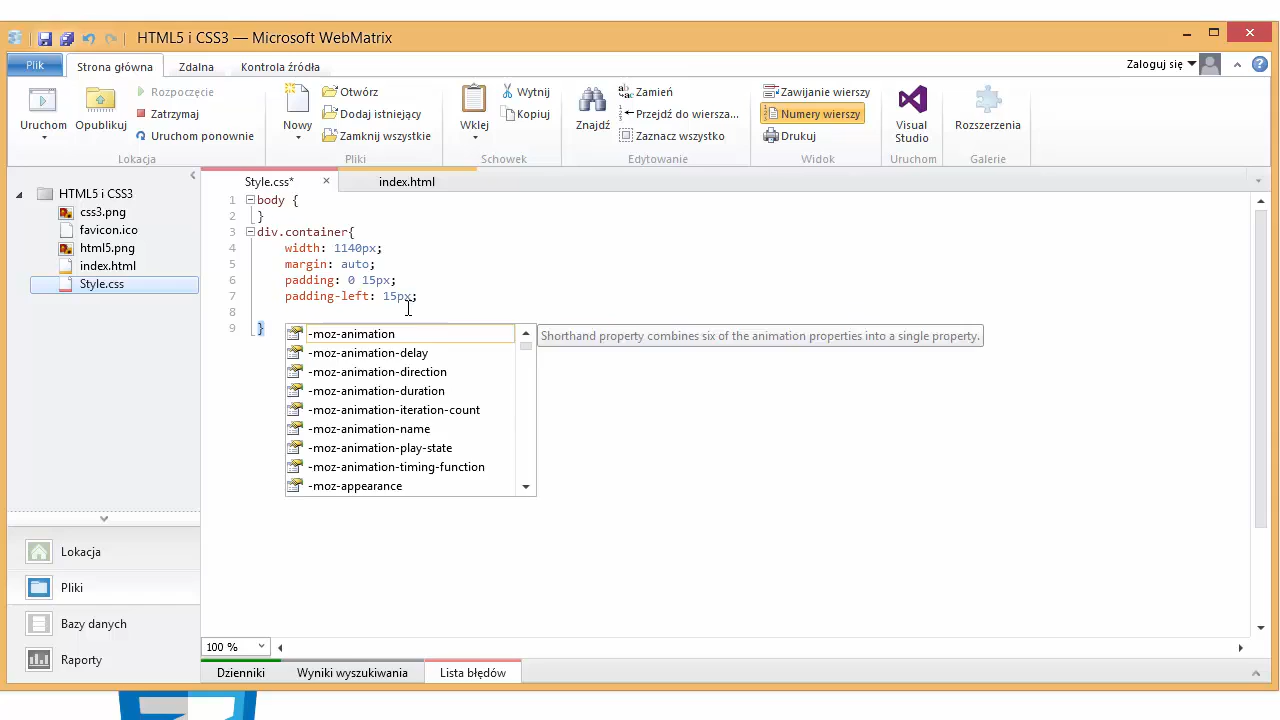 HTML5 i CSS3 — Microsoft WebMatrix
Plik
Strona główna
Zdalna
Kontrola źródła
Zaloguj się
Uruchom
Opublikuj
Rozpoczęcie
Zatrzymaj
Uruchom ponownie
Lokacja
Nowy
Otwórz
Dodaj istniejący
Zamknij wszystkie
Pliki
Wklej
Wytnij
Kopiuj
Schowek
Znajdź
Zamień
Przejdź do wiersza...
Zaznacz wszystko
Edytowanie
Zawijanie wierszy
Numery wierszy
Drukuj
Widok
Visual
Studio
Uruchom
Rozszerzenia
Galerie
HTML5 i CSS3
css3.png
favicon.ico
html5.png
index.html
Style.css
Lokacja
Pliki
Bazy danych
Raporty
Style.css*
index.html
1 body {
2 }
3 div.container{
4 width: 1140px;
5 margin: auto;
6 padding: 0 15px;
7 padding-left: 15px;
8
9 }
-moz-animation
-moz-animation-delay
-moz-animation-direction
-moz-animation-duration
-moz-animation-iteration-count
-moz-animation-name
-moz-animation-play-state
-moz-animation-timing-function
-moz-appearance
Shorthand property combines six of the animation properties into a single property.
100 %
Dzienniki
Wyniki wyszukiwania
Lista błędów